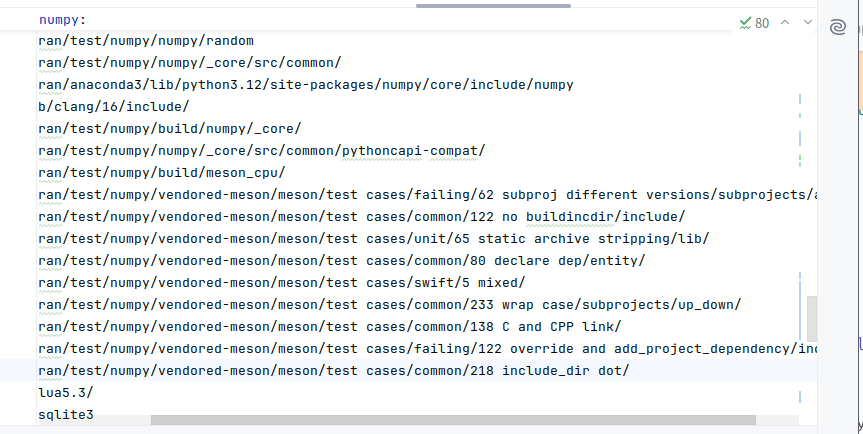 numpy:
80
ran/test/numpy/numpy/random
ran/test/numpy/numpy/_core/src/common/
ran/anaconda3/lib/python3.12/site-packages/numpy/core/include/numpy
b/clang/16/include/
ran/test/numpy/build/numpy/_core/
ran/test/numpy/numpy/_core/src/common/pythoncapi-compat/
ran/test/numpy/build/meson_cpu/
ran/test/numpy/vendored-meson/meson/test cases/failing/62 subproj different versions/subprojects/
ran/test/numpy/vendored-meson/meson/test cases/common/122 no buildincdir/include/
ran/test/numpy/vendored-meson/meson/test cases/unit/65 static archive stripping/lib/
ran/test/numpy/vendored-meson/meson/test cases/common/80 declare dep/entity/
ran/test/numpy/vendored-meson/meson/test cases/swift/5 mixed/
ran/test/numpy/vendored-meson/meson/test cases/common/233 wrap case/subprojects/up_down/
ran/test/numpy/vendored-meson/meson/test cases/common/138 C and CPP link/
ran/test/numpy/vendored-meson/meson/test cases/failing/122 override and add_project_dependency/in
ran/test/numpy/vendored-meson/meson/test cases/common/218 include_dir dot/
lua5.3/
sqlite3